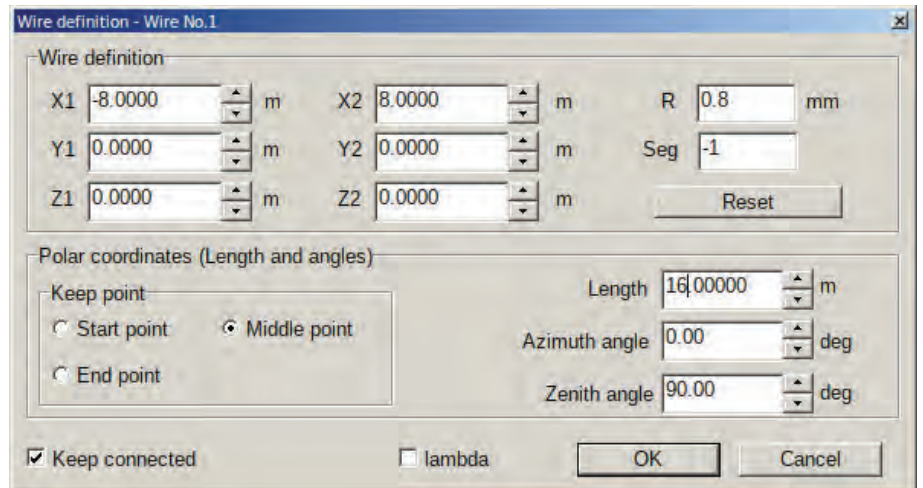 Wire definition - Wire No.1
Wire definition
X1 -8.0000 m X2 8.0000 m R 0.8 mm
Y1 0.0000 m Y2 0.0000 m Seg -1
Z1 0.0000 m Z2 0.0000 m Reset
Polar coordinates (Length and angles)
Keep point
Length 16.00000 m
Start point Middle point
Azimuth angle 0.00 deg
End point
Zenith angle 90.00 deg
Keep connected lambda OK Cancel